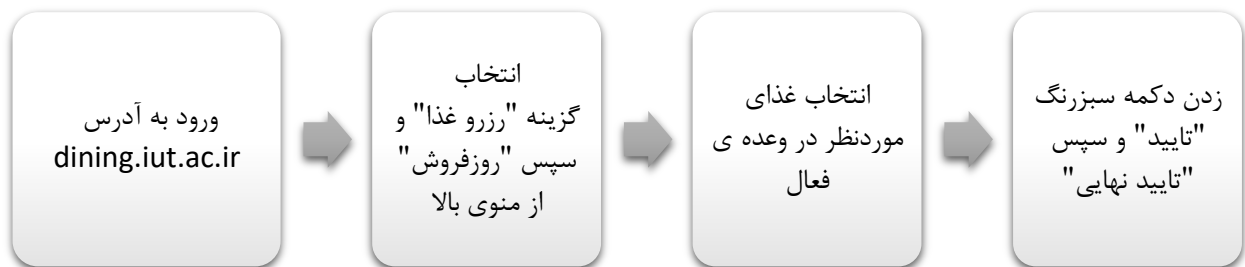 ورود به آدرس
dining.iut.ac.ir
انتخاب
گزینه "رزرو غذا" و
سپس "روزفروش"
از منوی بالا
انتخاب غذای
موردنظر در وعده ی
فعال
زدن دکمه سبزرنگ
"تایید" و سپس
"تایید نهایی"